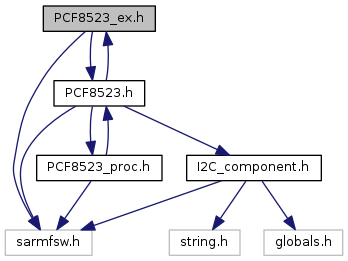 PCF8523_ex.h
PCF8523.h
PCF8523_proc.h
I2C_component.h
sarmfsw.h
string.h
globals.h